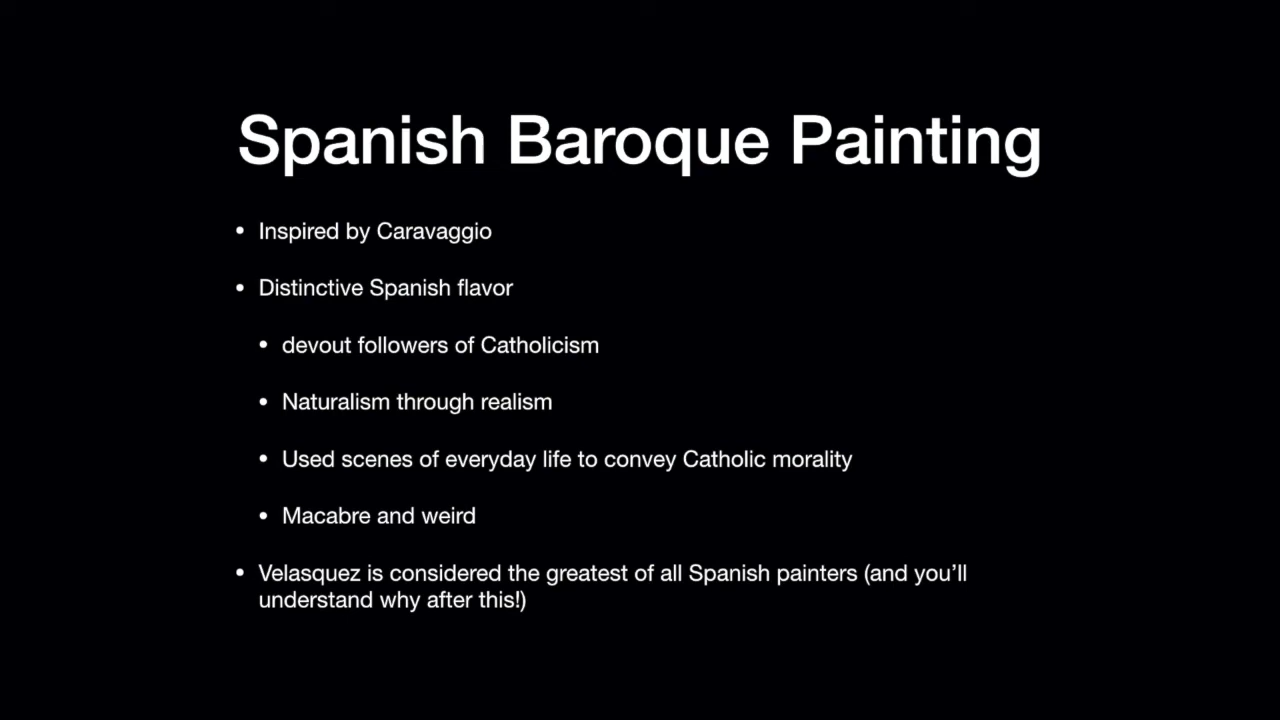 Spanish Baroque Painting
• Inspired by Caravaggio
• Distinctive Spanish flavor
• devout followers of Catholicism
• Naturalism through realism
• Used scenes of everyday life to convey Catholic morality
• Macabre and weird
• Velasquez is considered the greatest of all Spanish painters (and you’ll
understand why after this!)